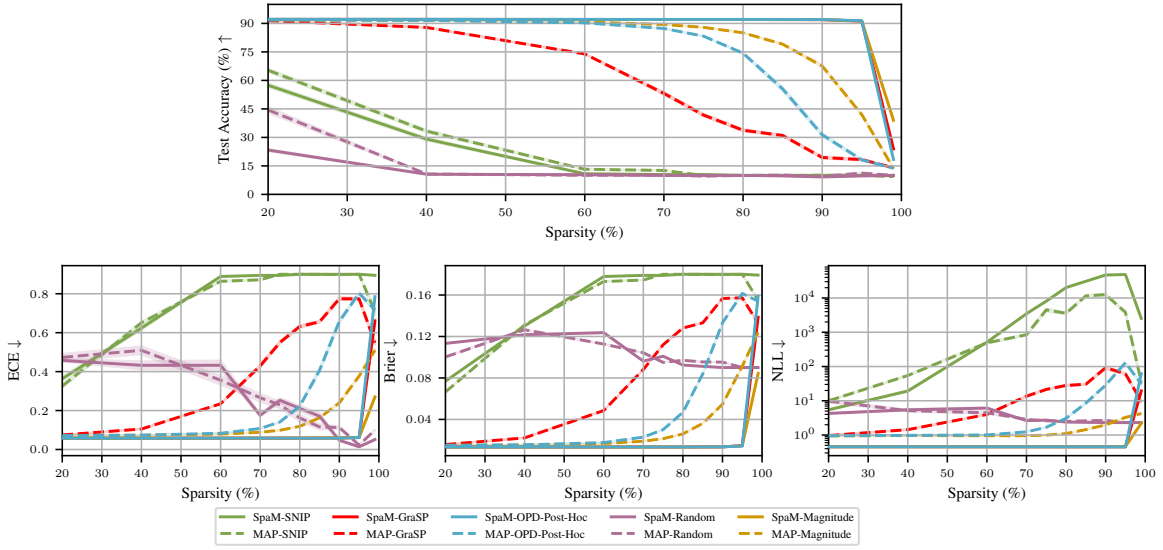 Test Accuracy (%) ↑
90
75
60
45
30
15
0
20 30 40 50 60 70 80 90 100
Sparsity (%)
ECE ↓
0.8
0.6
0.4
0.2
0.0
20 30 40 50 60 70 80 90 100
Sparsity (%)
Brier ↓
0.16
0.12
0.08
0.04
20 30 40 50 60 70 80 90 100
Sparsity (%)
NLL ↓
10⁴
10³
10²
10¹
10⁰
20 30 40 50 60 70 80 90 100
Sparsity (%)
SpaM-SNIP SpaM-GraSP SpaM-OPD-Post-Hoc SpaM-Random SpaM-Magnitude
MAP-SNIP MAP-GraSP MAP-OPD-Post-Hoc MAP-Random MAP-Magnitude